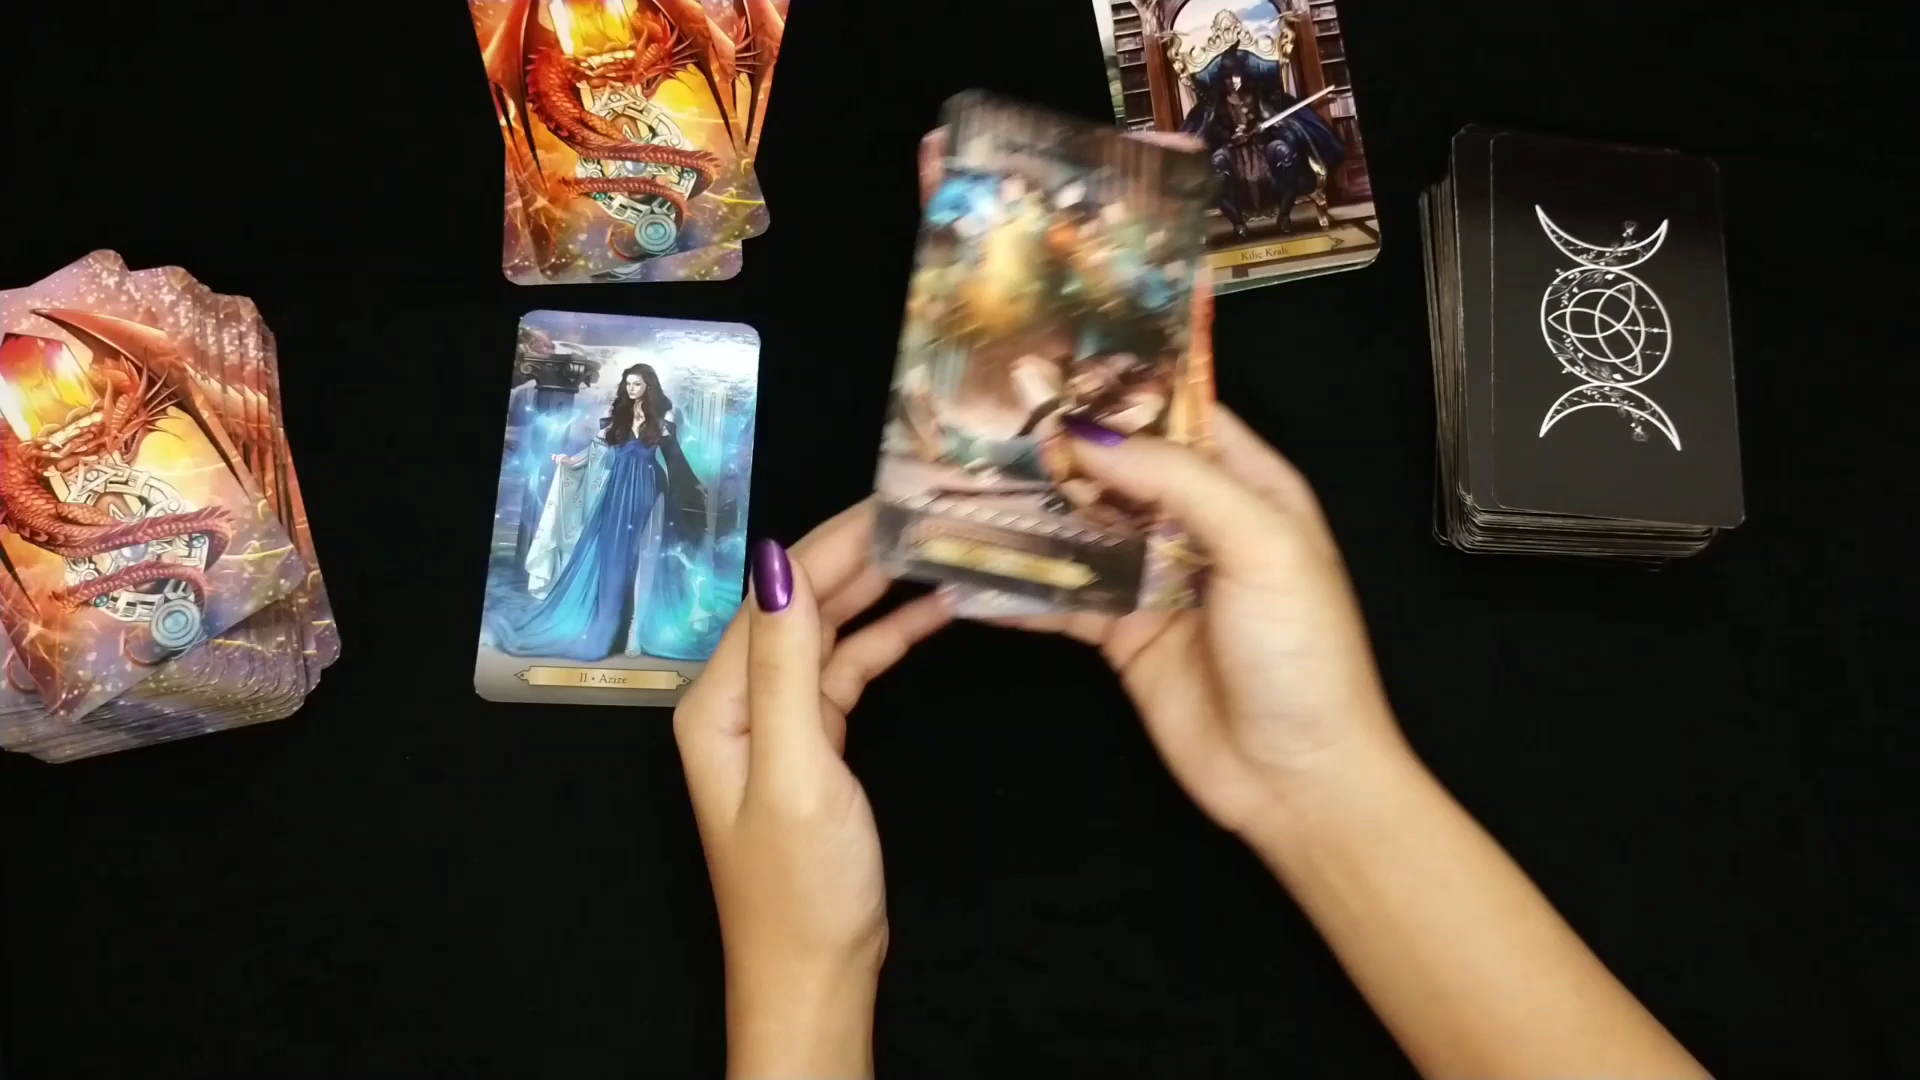 Kılıç Kralı
II • Azize